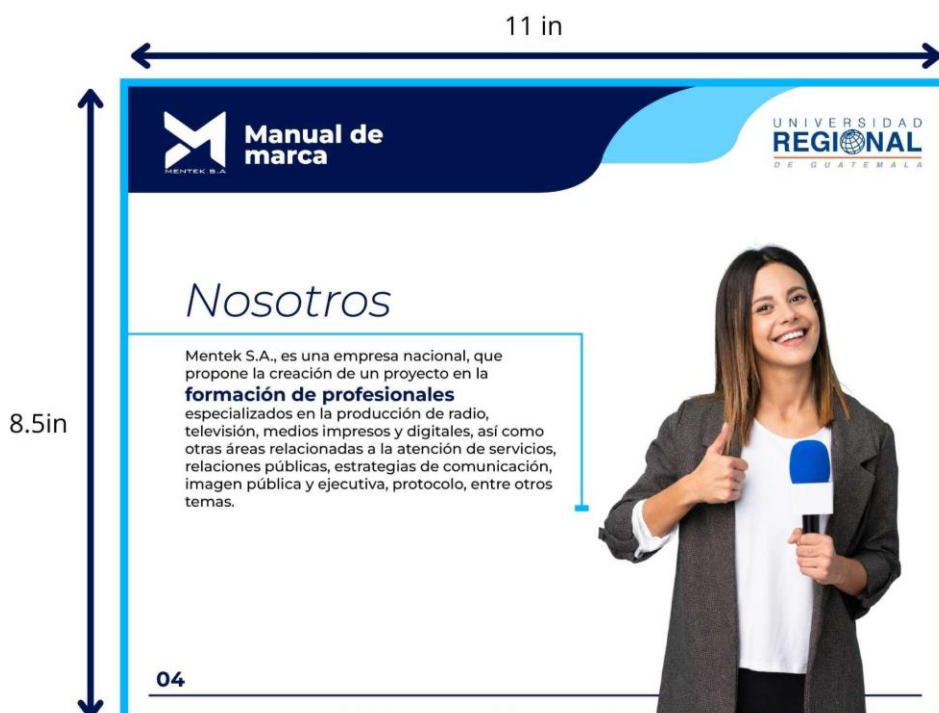 11 in
8.5in
MENTEK S.A
Manual de
marca
UNIVERSIDAD
REGIONAL
DE GUATEMALA
Nosotros
Mentek S.A., es una empresa nacional, que
propone la creación de un proyecto en la
formación de profesionales
especializados en la producción de radio,
televisión, medios impresos y digitales, así como
otras áreas relacionadas a la atención de servicios,
relaciones públicas, estrategias de comunicación,
imagen pública y ejecutiva, protocolo, entre otros
temas.
04